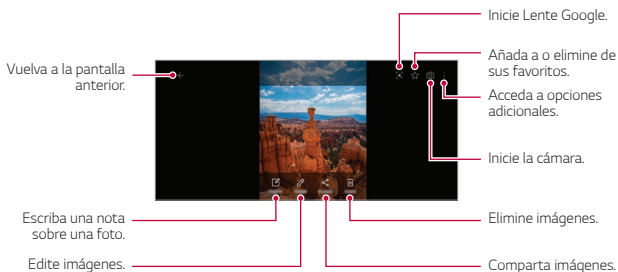 Inicie Lente Google.
Vuelva a la pantalla
anterior.
Añada a o elimine de
sus favoritos.
Acceda a opciones
adicionales.
Inicie la cámara.
Escriba una nota
sobre una foto.
Elimine imágenes.
Edite imágenes.
Comparta imágenes.